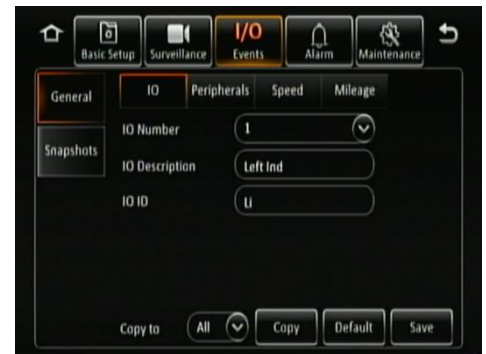 I/O
Basic Setup Surveillance Events Alarm Maintenance
General IO Peripherals Speed Mileage
IO Number 1
Snapshots
IO Description Left Ind
IO ID Li
Copy to All Copy Default Save